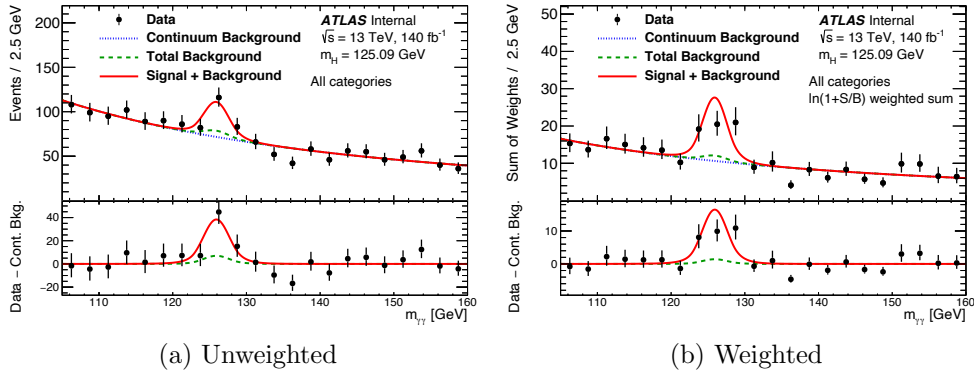 Events / 2.5 GeV
200
150
100
50
Data
Continuum Background
Total Background
Signal + Background
ATLAS Internal
√s = 13 TeV, 140 fb⁻¹
m_H = 125.09 GeV
All categories
Data − Cont. Bkg.
40
20
0
−20
110 120 130 140 150 160
m_γγ [GeV]
(a) Unweighted
Sum of Weights / 2.5 GeV
50
40
30
20
10
Data
Continuum Background
Total Background
Signal + Background
ATLAS Internal
√s = 13 TeV, 140 fb⁻¹
m_H = 125.09 GeV
All categories
ln(1+S/B) weighted sum
Data − Cont. Bkg.
10
0
110 120 130 140 150 160
m_γγ [GeV]
(b) Weighted